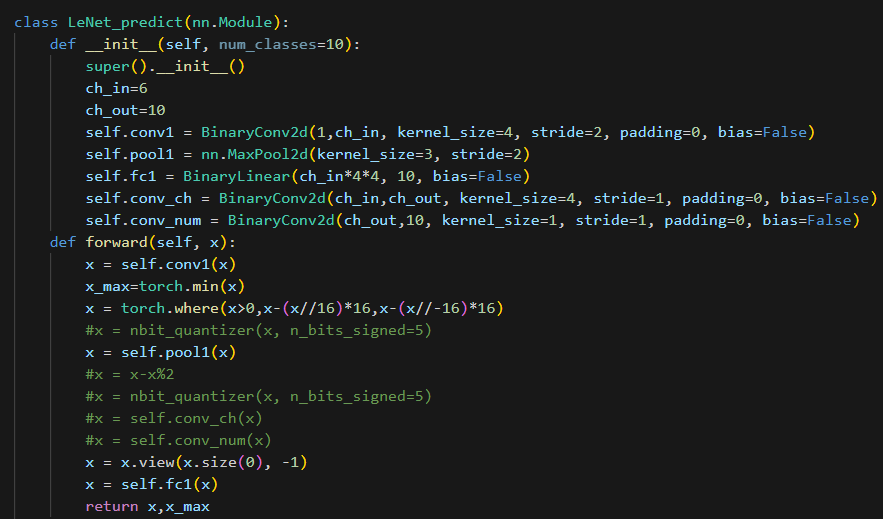 class LeNet_predict(nn.Module):
    def __init__(self, num_classes=10):
        super().__init__()
        ch_in=6
        ch_out=10
        self.conv1 = BinaryConv2d(1,ch_in, kernel_size=4, stride=2, padding=0, bias=False)
        self.pool1 = nn.MaxPool2d(kernel_size=3, stride=2)
        self.fc1 = BinaryLinear(ch_in*4*4, 10, bias=False)
        self.conv_ch = BinaryConv2d(ch_in,ch_out, kernel_size=4, stride=1, padding=0, bias=False)
        self.conv_num = BinaryConv2d(ch_out,10, kernel_size=1, stride=1, padding=0, bias=False)
    def forward(self, x):
        x = self.conv1(x)
        x_max=torch.min(x)
        x = torch.where(x>0,x-(x//16)*16,x-(x//-16)*16)
        #x = nbit_quantizer(x, n_bits_signed=5)
        x = self.pool1(x)
        #x = x-x%2
        #x = nbit_quantizer(x, n_bits_signed=5)
        #x = self.conv_ch(x)
        #x = self.conv_num(x)
        x = x.view(x.size(0), -1)
        x = self.fc1(x)
        return x,x_max